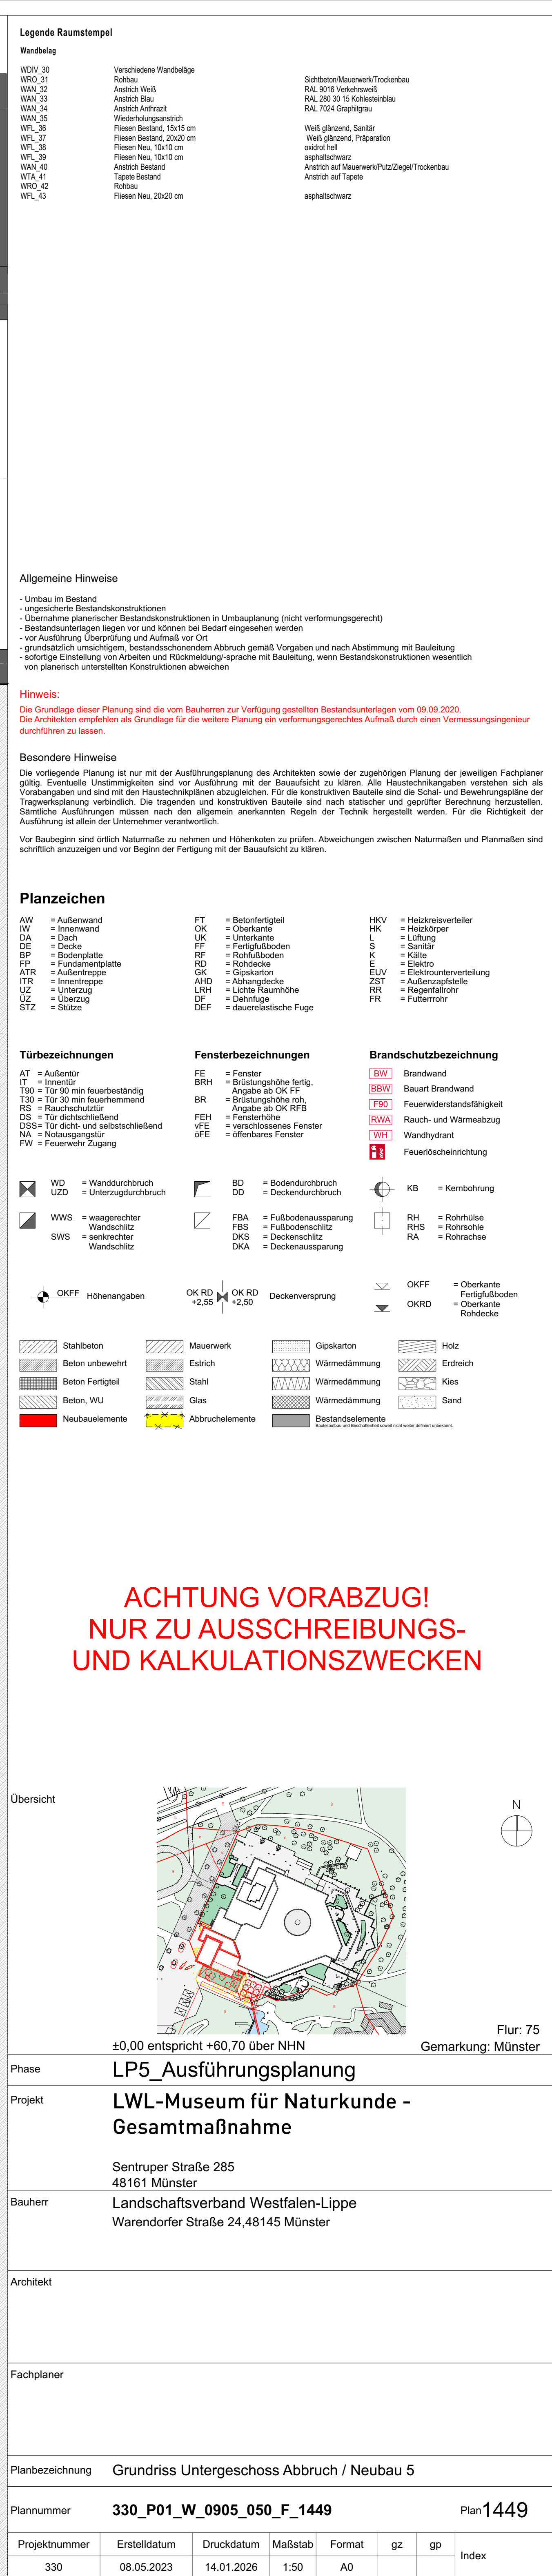 Legende Raumstempel
Wandbelag
WDIV_30 Verschiedene Wandbeläge
WRO_31 Rohbau Sichtbeton/Mauerwerk/Trockenbau
WAN_32 Anstrich Weiß RAL 9016 Verkehrsweiß
WAN_33 Anstrich Blau RAL 280 30 15 Kohlesteinblau
WAN_34 Anstrich Anthrazit RAL 7024 Graphitgrau
WAN_35 Wiederholungsanstrich
WFL_36 Fliesen Bestand, 15x15 cm Weiß glänzend, Sanitär
WFL_37 Fliesen Bestand, 20x20 cm Weiß glänzend, Präparation
WFL_38 Fliesen Neu, 10x10 cm oxidrot hell
WFL_39 Fliesen Neu, 10x10 cm asphaltschwarz
WAN_40 Anstrich Bestand Anstrich auf Mauerwerk/Putz/Ziegel/Trockenbau
WTA_41 Tapete Bestand Anstrich auf Tapete
WRO_42 Rohbau
WFL_43 Fliesen Neu, 20x20 cm asphaltschwarz
Allgemeine Hinweise
- Umbau im Bestand
- ungesicherte Bestandskonstruktionen
- Übernahme planerischer Bestandskonstruktionen in Umbauplanung (nicht verformungsgerecht)
- Bestandsunterlagen liegen vor und können bei Bedarf eingesehen werden
- vor Ausführung Überprüfung und Aufmaß vor Ort
- grundsätzlich umsichtigem, bestandsschonendem Abbruch gemäß Vorgaben und nach Abstimmung mit Bauleitung
- sofortige Einstellung von Arbeiten und Rückmeldung/-sprache mit Bauleitung, wenn Bestandskonstruktionen wesentlich
von planerisch unterstellten Konstruktionen abweichen
Hinweis:
Die Grundlage dieser Planung sind die vom Bauherren zur Verfügung gestellten Bestandsunterlagen vom 09.09.2020.
Die Architekten empfehlen als Grundlage für die weitere Planung ein verformungsgerechtes Aufmaß durch einen Vermessungsingenieur
durchführen zu lassen.
Besondere Hinweise
Die vorliegende Planung ist nur mit der Ausführungsplanung des Architekten sowie der zugehörigen Planung der jeweiligen Fachplaner
gültig. Eventuelle Unstimmigkeiten sind vor Ausführung mit der Bauaufsicht zu klären. Alle Haustechnikangaben verstehen sich als
Vorabangaben und sind mit den Haustechnikplänen abzugleichen. Für die konstruktiven Bauteile sind die Schal- und Bewehrungspläne der
Tragwerksplanung verbindlich. Die tragenden und konstruktiven Bauteile sind nach statischer und geprüfter Berechnung herzustellen.
Sämtliche Ausführungen müssen nach den allgemein anerkannten Regeln der Technik hergestellt werden. Für die Richtigkeit der
Ausführung ist allein der Unternehmer verantwortlich.
Vor Baubeginn sind örtlich Naturmaße zu nehmen und Höhenkoten zu prüfen. Abweichungen zwischen Naturmaßen und Planmaßen sind
schriftlich anzuzeigen und vor Beginn der Fertigung mit der Bauaufsicht zu klären.
Planzeichen
AW = Außenwand FT = Betonfertigteil HKV = Heizkreisverteiler
IW = Innenwand OK = Oberkante HK = Heizkörper
DA = Dach UK = Unterkante L = Lüftung
DE = Decke FF = Fertigfußboden S = Sanitär
BP = Bodenplatte RF = Rohfußboden K = Kälte
FP = Fundamentplatte RD = Rohdecke E = Elektro
ATR = Außentreppe GK = Gipskarton EUV = Elektrounterverteilung
ITR = Innentreppe AHD = Abhangdecke ZST = Außenzapfstelle
UZ = Unterzug LRH = Lichte Raumhöhe RR = Regenfallrohr
ÜZ = Überzug DF = Dehnfuge FR = Futterrrohr
STZ = Stütze DEF = dauerelastische Fuge
Türbezeichnungen Fensterbezeichnungen Brandschutzbezeichnung
AT = Außentür
IT = Innentür
T90 = Tür 90 min feuerbeständig
T30 = Tür 30 min feuerhemmend
RS = Rauchschutztür
DS = Tür dichtschließend
DSS= Tür dicht- und selbstschließend
NA = Notausgangstür
FW = Feuerwehr Zugang
FE = Fenster
BRH = Brüstungshöhe fertig,
Angabe ab OK FF
BR = Brüstungshöhe roh,
Angabe ab OK RFB
FEH = Fensterhöhe
vFE = verschlossenes Fenster
öFE = öffenbares Fenster
BW Brandwand
BBW Bauart Brandwand
F90 Feuerwiderstandsfähigkeit
RWA Rauch- und Wärmeabzug
WH Wandhydrant
Feuerlöscheinrichtung
WD = Wanddurchbruch
UZD = Unterzugdurchbruch
BD = Bodendurchbruch
DD = Deckendurchbruch
KB = Kernbohrung
WWS = waagerechter
Wandschlitz
SWS = senkrechter
Wandschlitz
FBA = Fußbodenaussparung
FBS = Fußbodenschlitz
DKS = Deckenschlitz
DKA = Deckenaussparung
RH = Rohrhülse
RHS = Rohrsohle
RA = Rohrachse
OKFF Höhenangaben
OK RD OK RD
+2,55 +2,50
Deckenversprung
OKFF = Oberkante
Fertigfußboden
OKRD = Oberkante
Rohdecke
Stahlbeton Mauerwerk Gipskarton Holz
Beton unbewehrt Estrich Wärmedämmung Erdreich
Beton Fertigteil Stahl Wärmedämmung Kies
Beton, WU Glas Wärmedämmung Sand
Neubauelemente Abbruchelemente Bestandselemente
Bauteilaufbau und Beschaffenheit soweit nicht weiter definiert unbekannt.
ACHTUNG VORABZUG!
NUR ZU AUSSCHREIBUNGS-
UND KALKULATIONSZWECKEN
Übersicht
N
Flur: 75
±0,00 entspricht +60,70 über NHN Gemarkung: Münster
Phase LP5_Ausführungsplanung
Projekt LWL-Museum für Naturkunde -
Gesamtmaßnahme
Sentruper Straße 285
48161 Münster
Bauherr Landschaftsverband Westfalen-Lippe
Warendorfer Straße 24,48145 Münster
Architekt
Fachplaner
Planbezeichnung Grundriss Untergeschoss Abbruch / Neubau 5
Plannummer 330_P01_W_0905_050_F_1449 Plan 1449
Projektnummer Erstelldatum Druckdatum Maßstab Format gz gp Index
330 08.05.2023 14.01.2026 1:50 A0